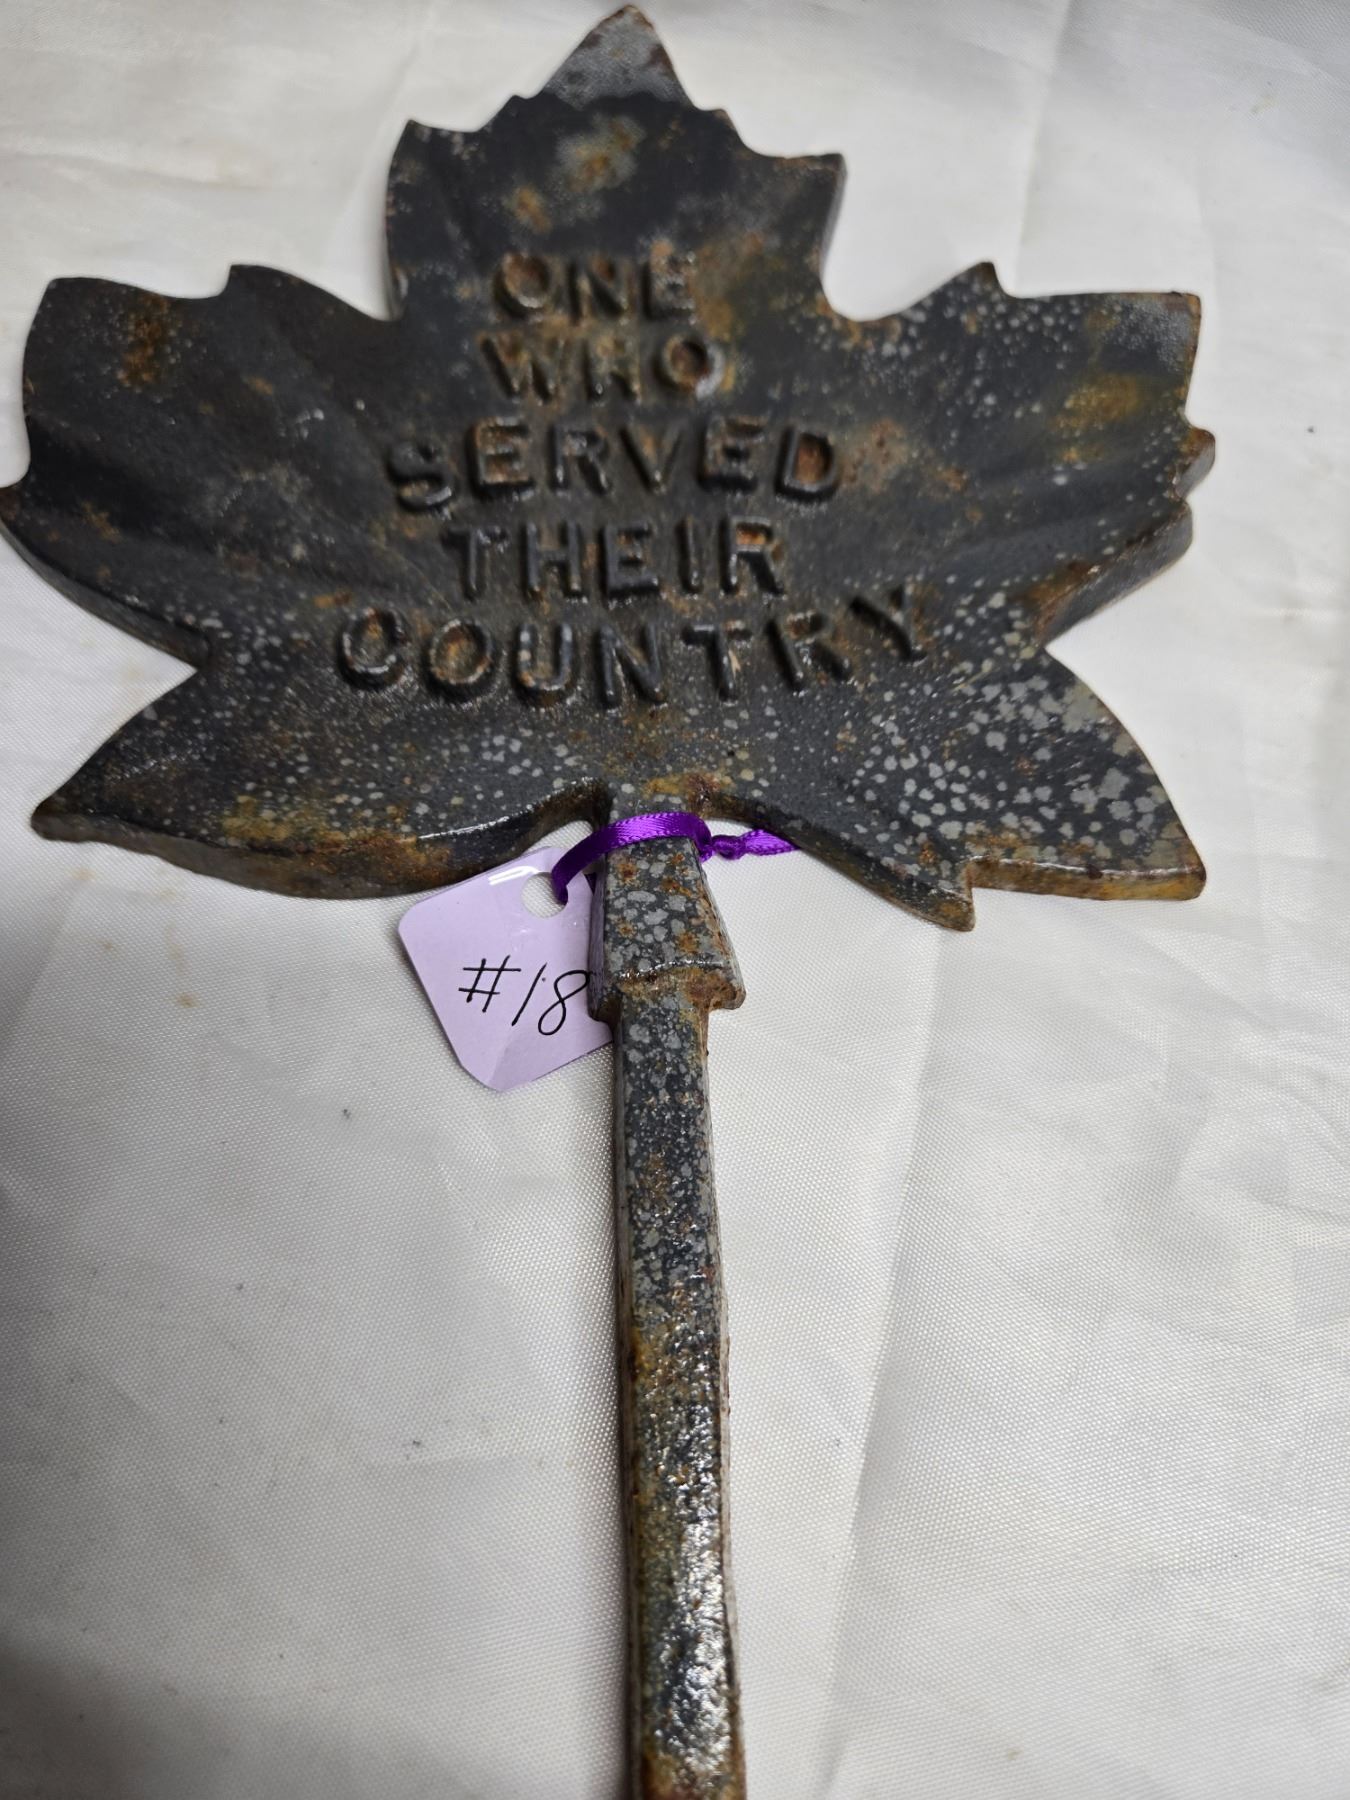 ONE
WHO
SERVED
THEIR
COUNTRY
#18